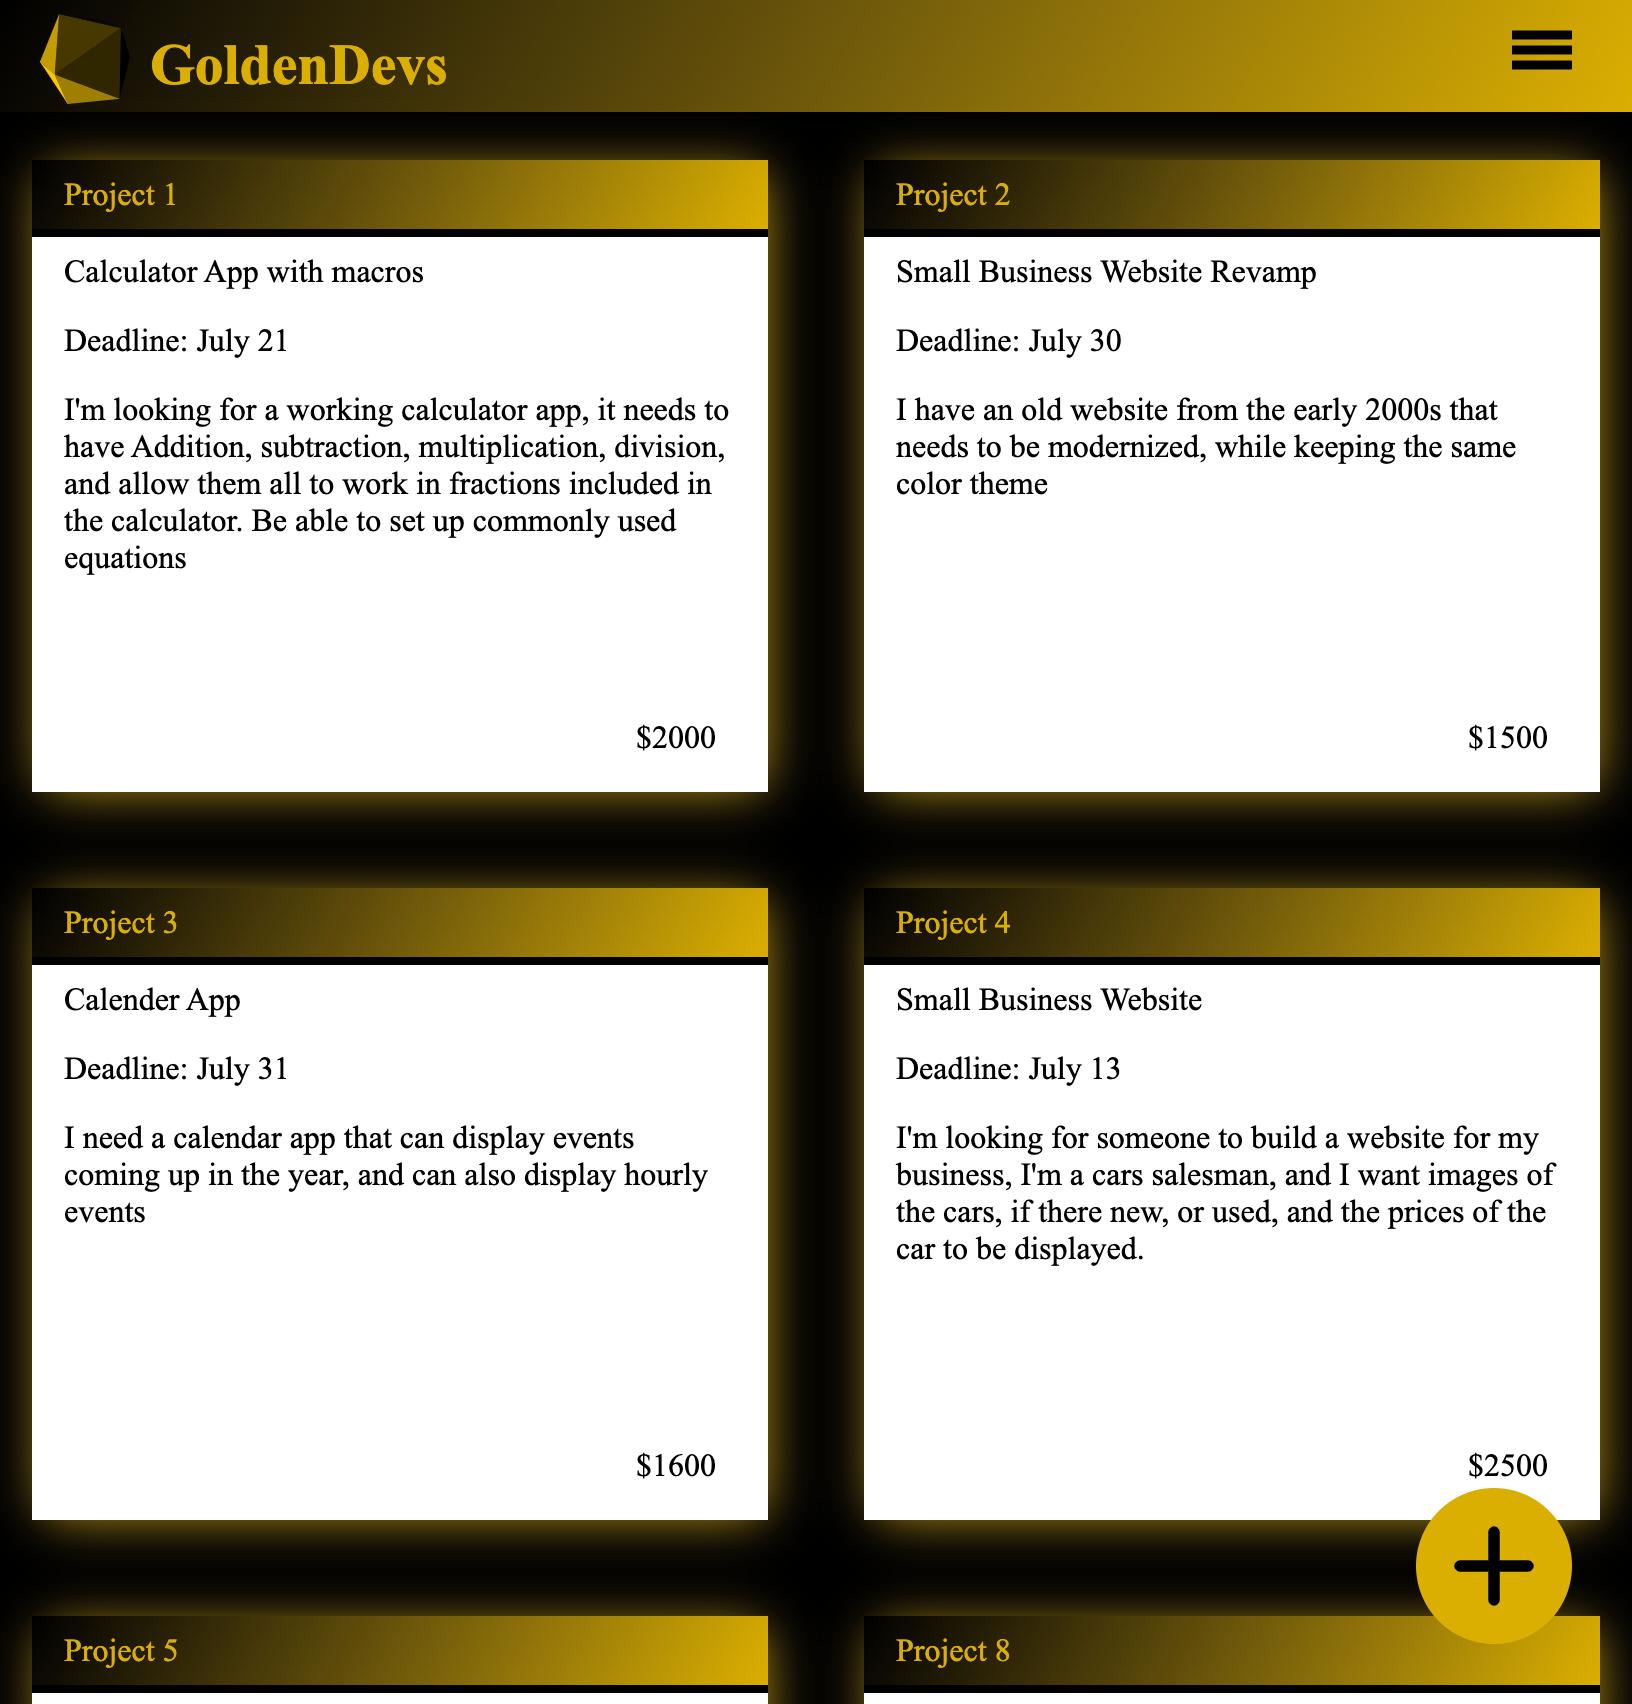 GoldenDevs
Project 1
Calculator App with macros
Deadline: July 21
I'm looking for a working calculator app, it needs to
have Addition, subtraction, multiplication, division,
and allow them all to work in fractions included in
the calculator. Be able to set up commonly used
equations
$2000
Project 2
Small Business Website Revamp
Deadline: July 30
I have an old website from the early 2000s that
needs to be modernized, while keeping the same
color theme
$1500
Project 3
Calender App
Deadline: July 31
I need a calendar app that can display events
coming up in the year, and can also display hourly
events
$1600
Project 4
Small Business Website
Deadline: July 13
I'm looking for someone to build a website for my
business, I'm a cars salesman, and I want images of
the cars, if there new, or used, and the prices of the
car to be displayed.
$2500
Project 5
Project 8